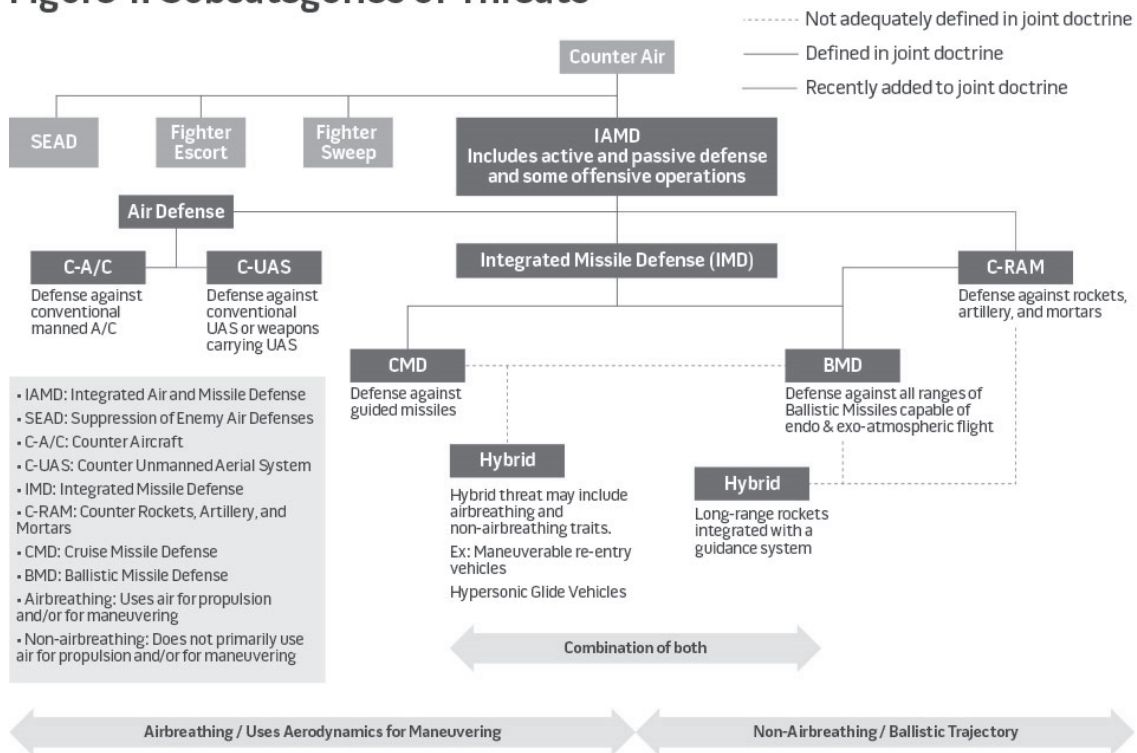 Not adequately defined in joint doctrine
Defined in joint doctrine
Recently added to joint doctrine
Counter Air
SEAD
Fighter
Escort
Fighter
Sweep
IAMD
Includes active and passive defense
and some offensive operations
Air Defense
C-A/C
Defense against
conventional
manned A/C
C-UAS
Defense against
conventional
UAS or weapons
carrying UAS
Integrated Missile Defense (IMD)
C-RAM
Defense against rockets,
artillery, and mortars
CMD
Defense against
guided missiles
BMD
Defense against all ranges of
Ballistic Missiles capable of
endo & exo-atmospheric flight
Hybrid
Hybrid threat may include
airbreathing and
non-airbreathing traits.
Ex: Maneuverable re-entry
vehicles
Hypersonic Glide Vehicles
Hybrid
Long-range rockets
integrated with a
guidance system
• IAMD: Integrated Air and Missile Defense
• SEAD: Suppression of Enemy Air Defenses
• C-A/C: Counter Aircraft
• C-UAS: Counter Unmanned Aerial System
• IMD: Integrated Missile Defense
• C-RAM: Counter Rockets, Artillery, and
Mortars
• CMD: Cruise Missile Defense
• BMD: Ballistic Missile Defense
• Airbreathing: Uses air for propulsion
and/or for maneuvering
• Non-airbreathing: Does not primarily use
air for propulsion and/or for maneuvering
Combination of both
Airbreathing / Uses Aerodynamics for Maneuvering
Non-Airbreathing / Ballistic Trajectory